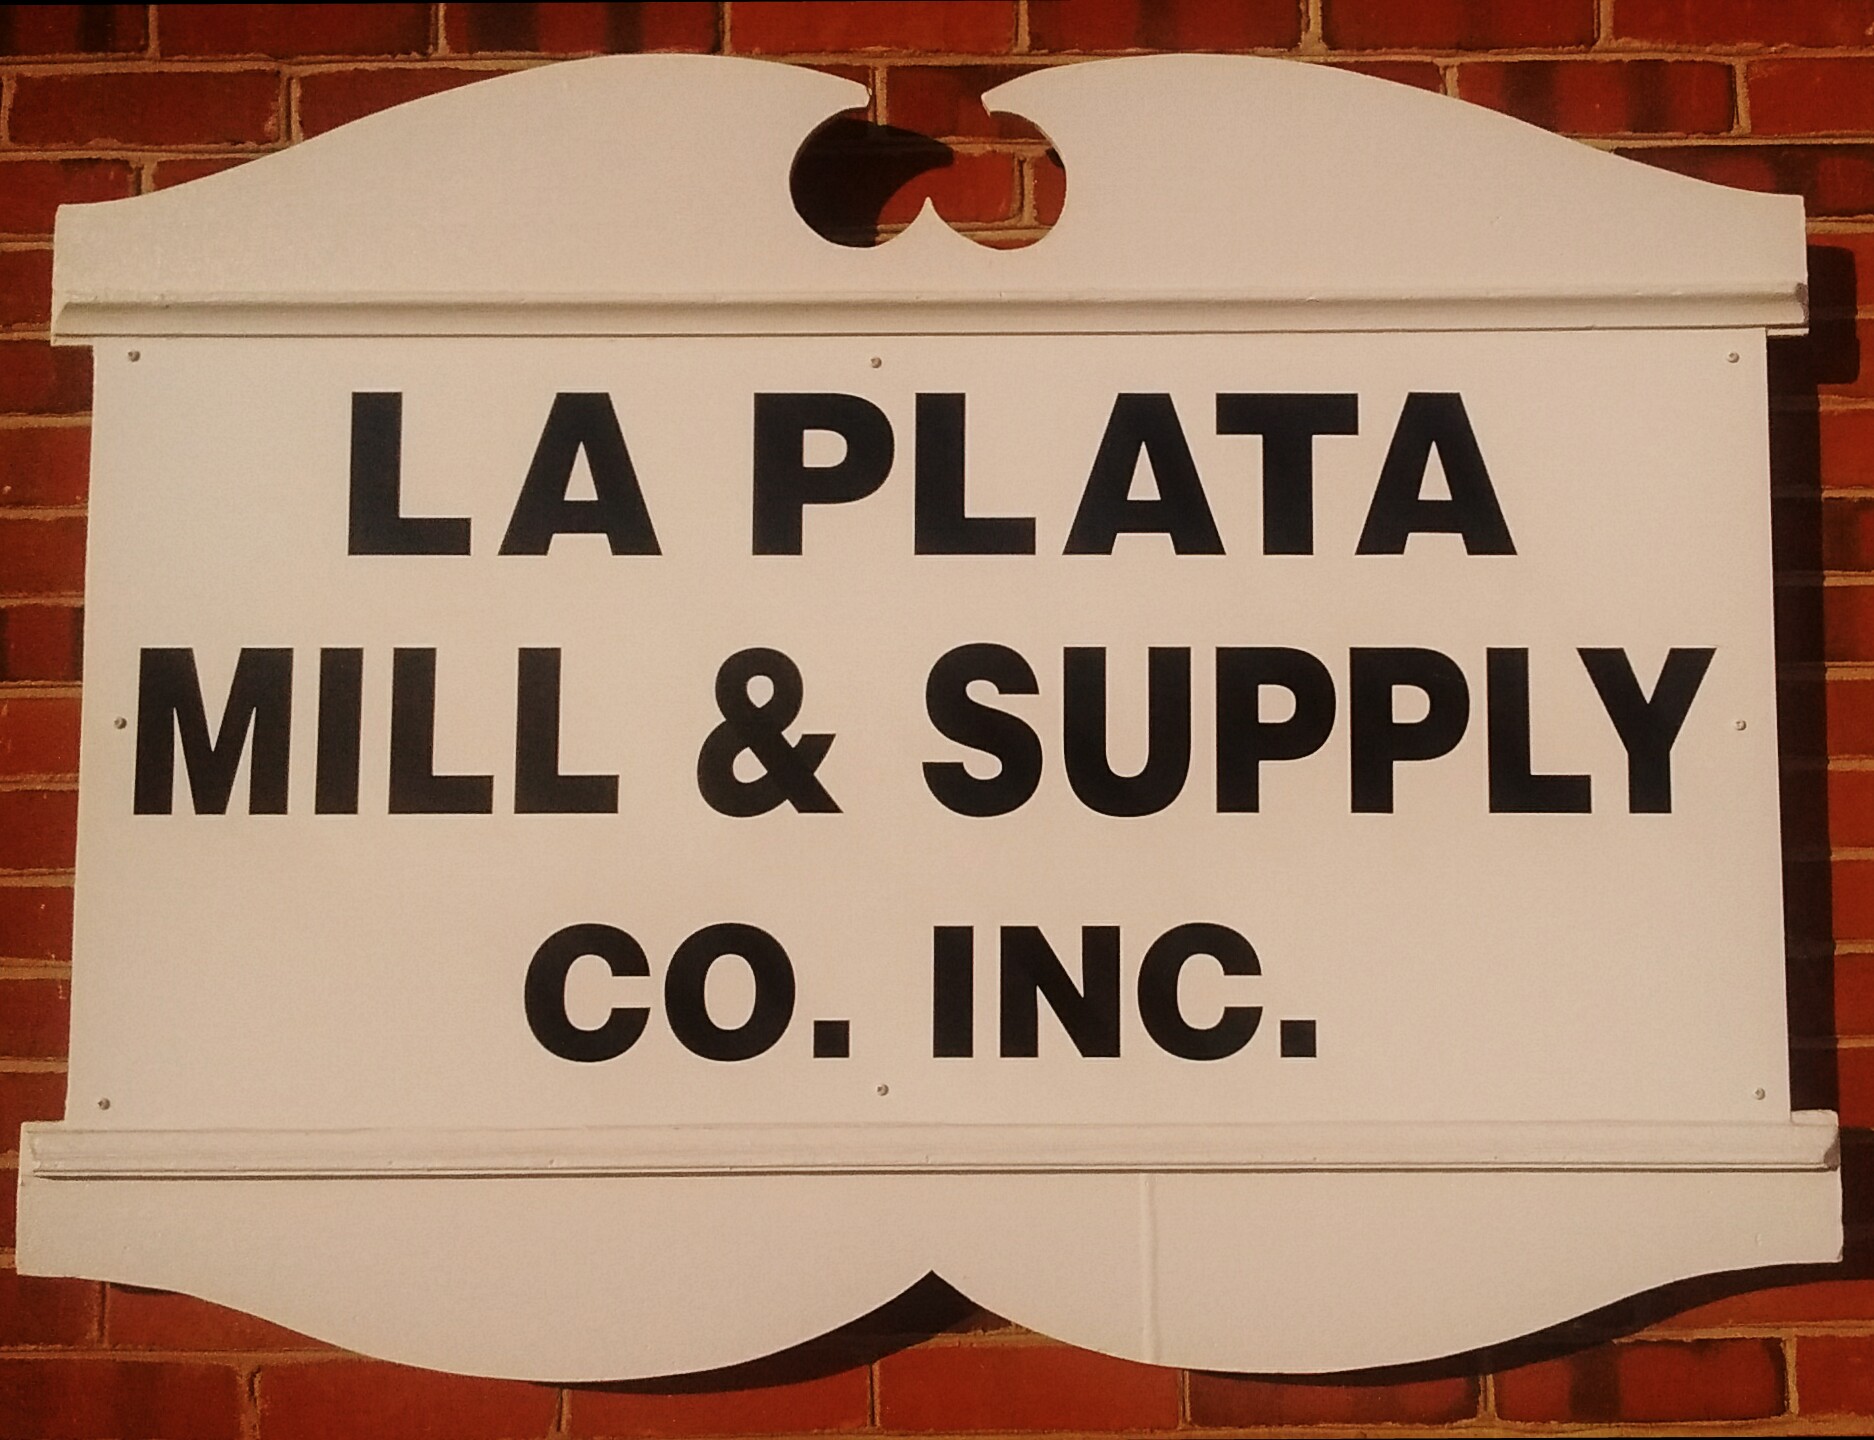 LA PLATA
MILL & SUPPLY
CO. INC.